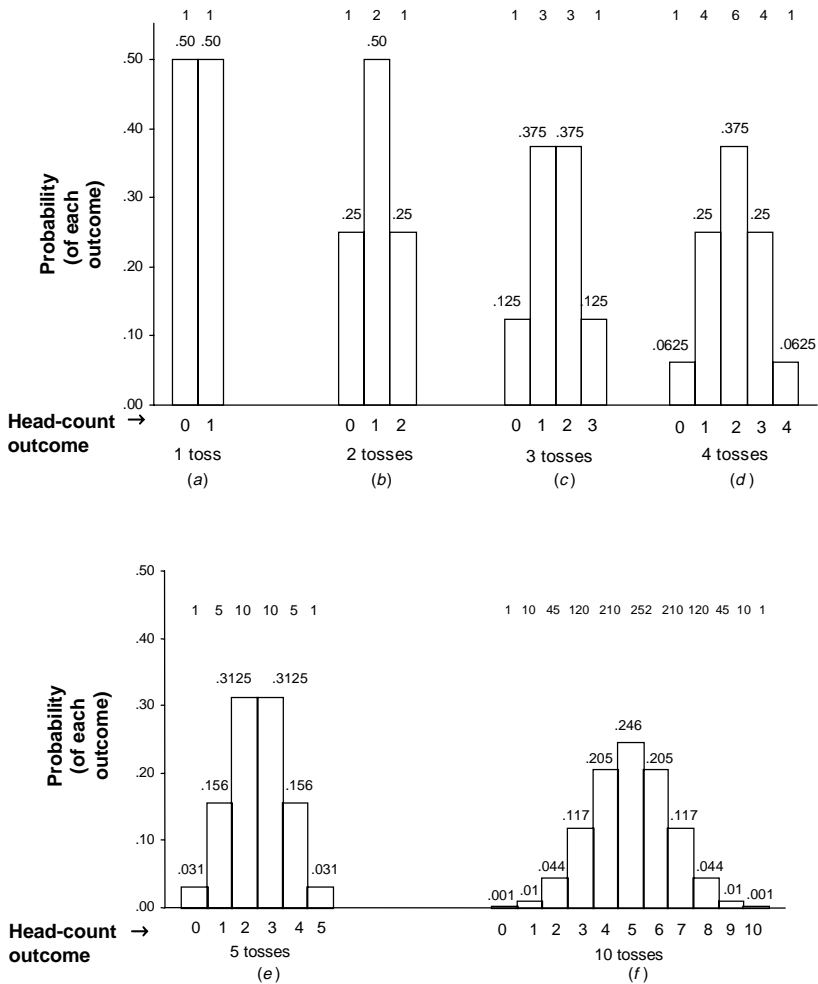 1 1 1 2 1 1 3 3 1 1 4 6 4 1
.50 .50 .50
.50
.40
.375 .375 .375
.30
.25 .25 .25 .25
.20
.125 .125
.10
.0625 .0625
.00
Probability
(of each
outcome)
Head-count →
outcome
0 1 0 1 2 0 1 2 3 0 1 2 3 4
1 toss 2 tosses 3 tosses 4 tosses
(a) (b) (c) (d)
.50
1 5 10 10 5 1 1 10 45 120 210 252 210 120 45 10 1
.40
.3125 .3125
.30
.246
.205 .205
.20
.156 .156
.117 .117
.10
.044 .044
.031 .031
.001 .01 .01 .001
.00
Probability
(of each
outcome)
Head-count →
outcome
0 1 2 3 4 5 0 1 2 3 4 5 6 7 8 9 10
5 tosses 10 tosses
(e) (f)